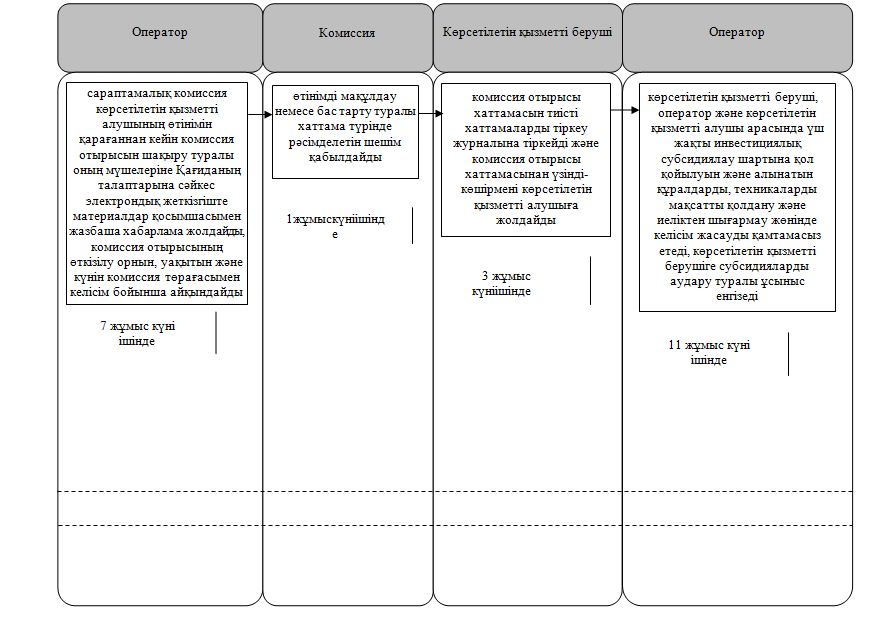 Оператор
Комиссия
Көрсетілетін қызметті беруші
Оператор
сараптамалық комиссия
көрсетілетін қызметті
алушының өтінімін
қарағаннан кейін комиссия
отырысын шақыру туралы
оның мүшелеріне Қағиданың
талаптарына сәйкес
электрондық жеткізгіште
материалдар қосымшасымен
жазбаша хабарлама жолдайды,
комиссия отырысының
өткізілу орнын, уақытын және
күнін комиссия төрағасымен
келісім бойынша айқындайды
7 жұмыс күні
ішінде
өтінімді мақұлдау
немесе бас тарту туралы
хаттама түрінде
рәсімделетін шешім
қабылдайды
1жұмыскүніішінд
е
комиссия отырысы
хаттамасын тиісті
хаттамаларды тіркеу
журналына тіркейді және
комиссия отырысы
хаттамасынан үзінді-
көшірмені көрсетілетін
қызметті алушыға
жолдайды
3 жұмыс
күніішінде
көрсетілетін қызметті беруші,
оператор және көрсетілетін
қызметті алушы арасында үш
жақты инвестициялық
субсидиялау шартына қол
қойылуын және алынатын
құралдарды, техникаларды
мақсатты қолдану және
иеліктен шығармау жөнінде
келісім жасауды қамтамасыз
етеді, көрсетілетін қызметті
берушіге субсидияларды
аудару туралы ұсыныс
енгізеді
11 жұмыс күні
ішінде